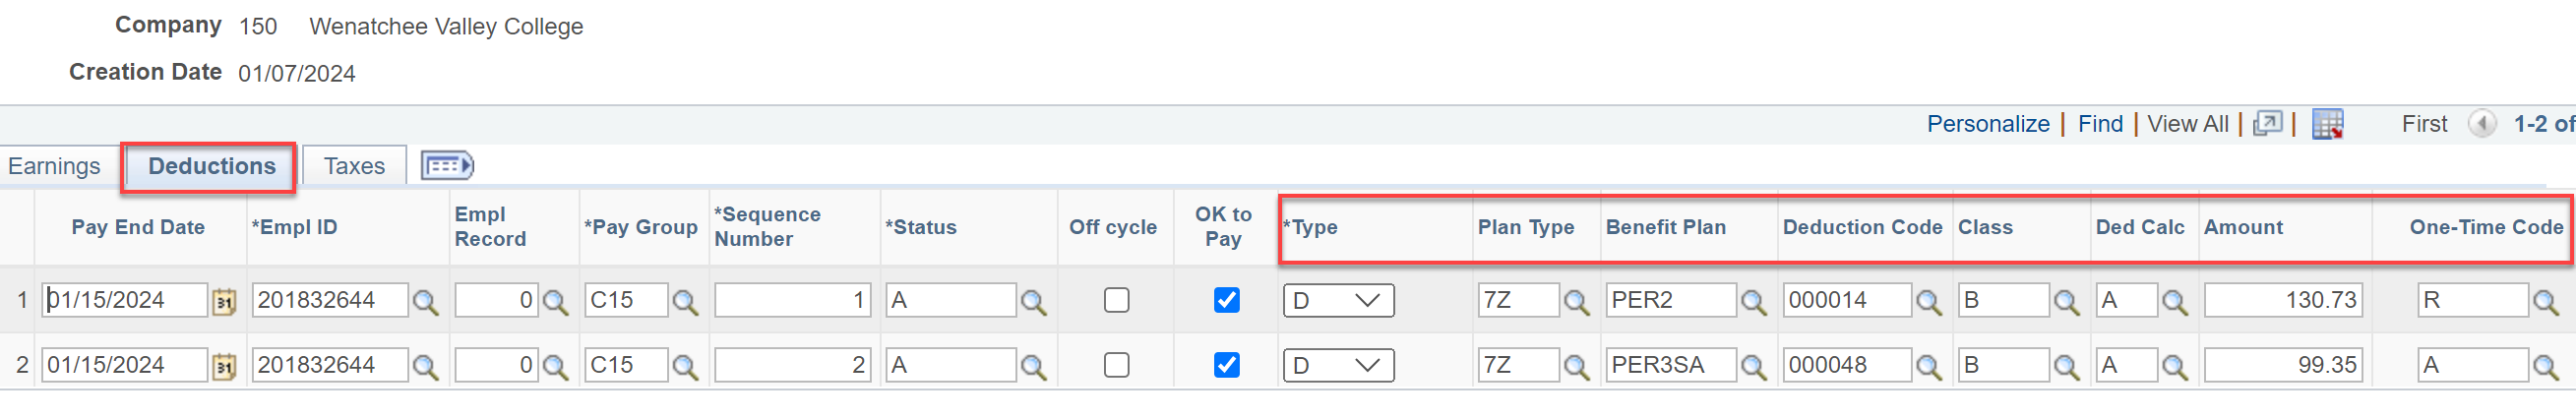 Company 150 Wenatchee Valley College
Creation Date 01/07/2024
Personalize | Find | View All | | First 1-2 of
Earnings Deductions Taxes
Pay End Date *Empl ID Empl Record *Pay Group *Sequence Number *Status Off cycle OK to Pay *Type Plan Type Benefit Plan Deduction Code Class Ded Calc Amount One-Time Code
1 01/15/2024 31 201832644 0 C15 1 A D 7Z PER2 000014 B A 130.73 R
2 01/15/2024 31 201832644 0 C15 2 A D 7Z PER3SA 000048 B A 99.35 A